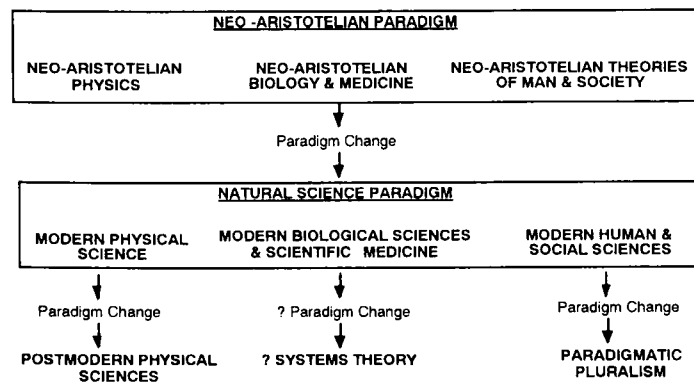 NEO -ARISTOTELIAN PARADIGM
NEO-ARISTOTELIAN PHYSICS
NEO-ARISTOTELIAN BIOLOGY & MEDICINE
NEO-ARISTOTELIAN THEORIES OF MAN & SOCIETY
Paradigm Change
NATURAL SCIENCE PARADIGM
MODERN PHYSICAL SCIENCE
MODERN BIOLOGICAL SCIENCES & SCIENTIFIC MEDICINE
MODERN HUMAN & SOCIAL SCIENCES
Paradigm Change
? Paradigm Change
Paradigm Change
POSTMODERN PHYSICAL SCIENCES
? SYSTEMS THEORY
PARADIGMATIC PLURALISM